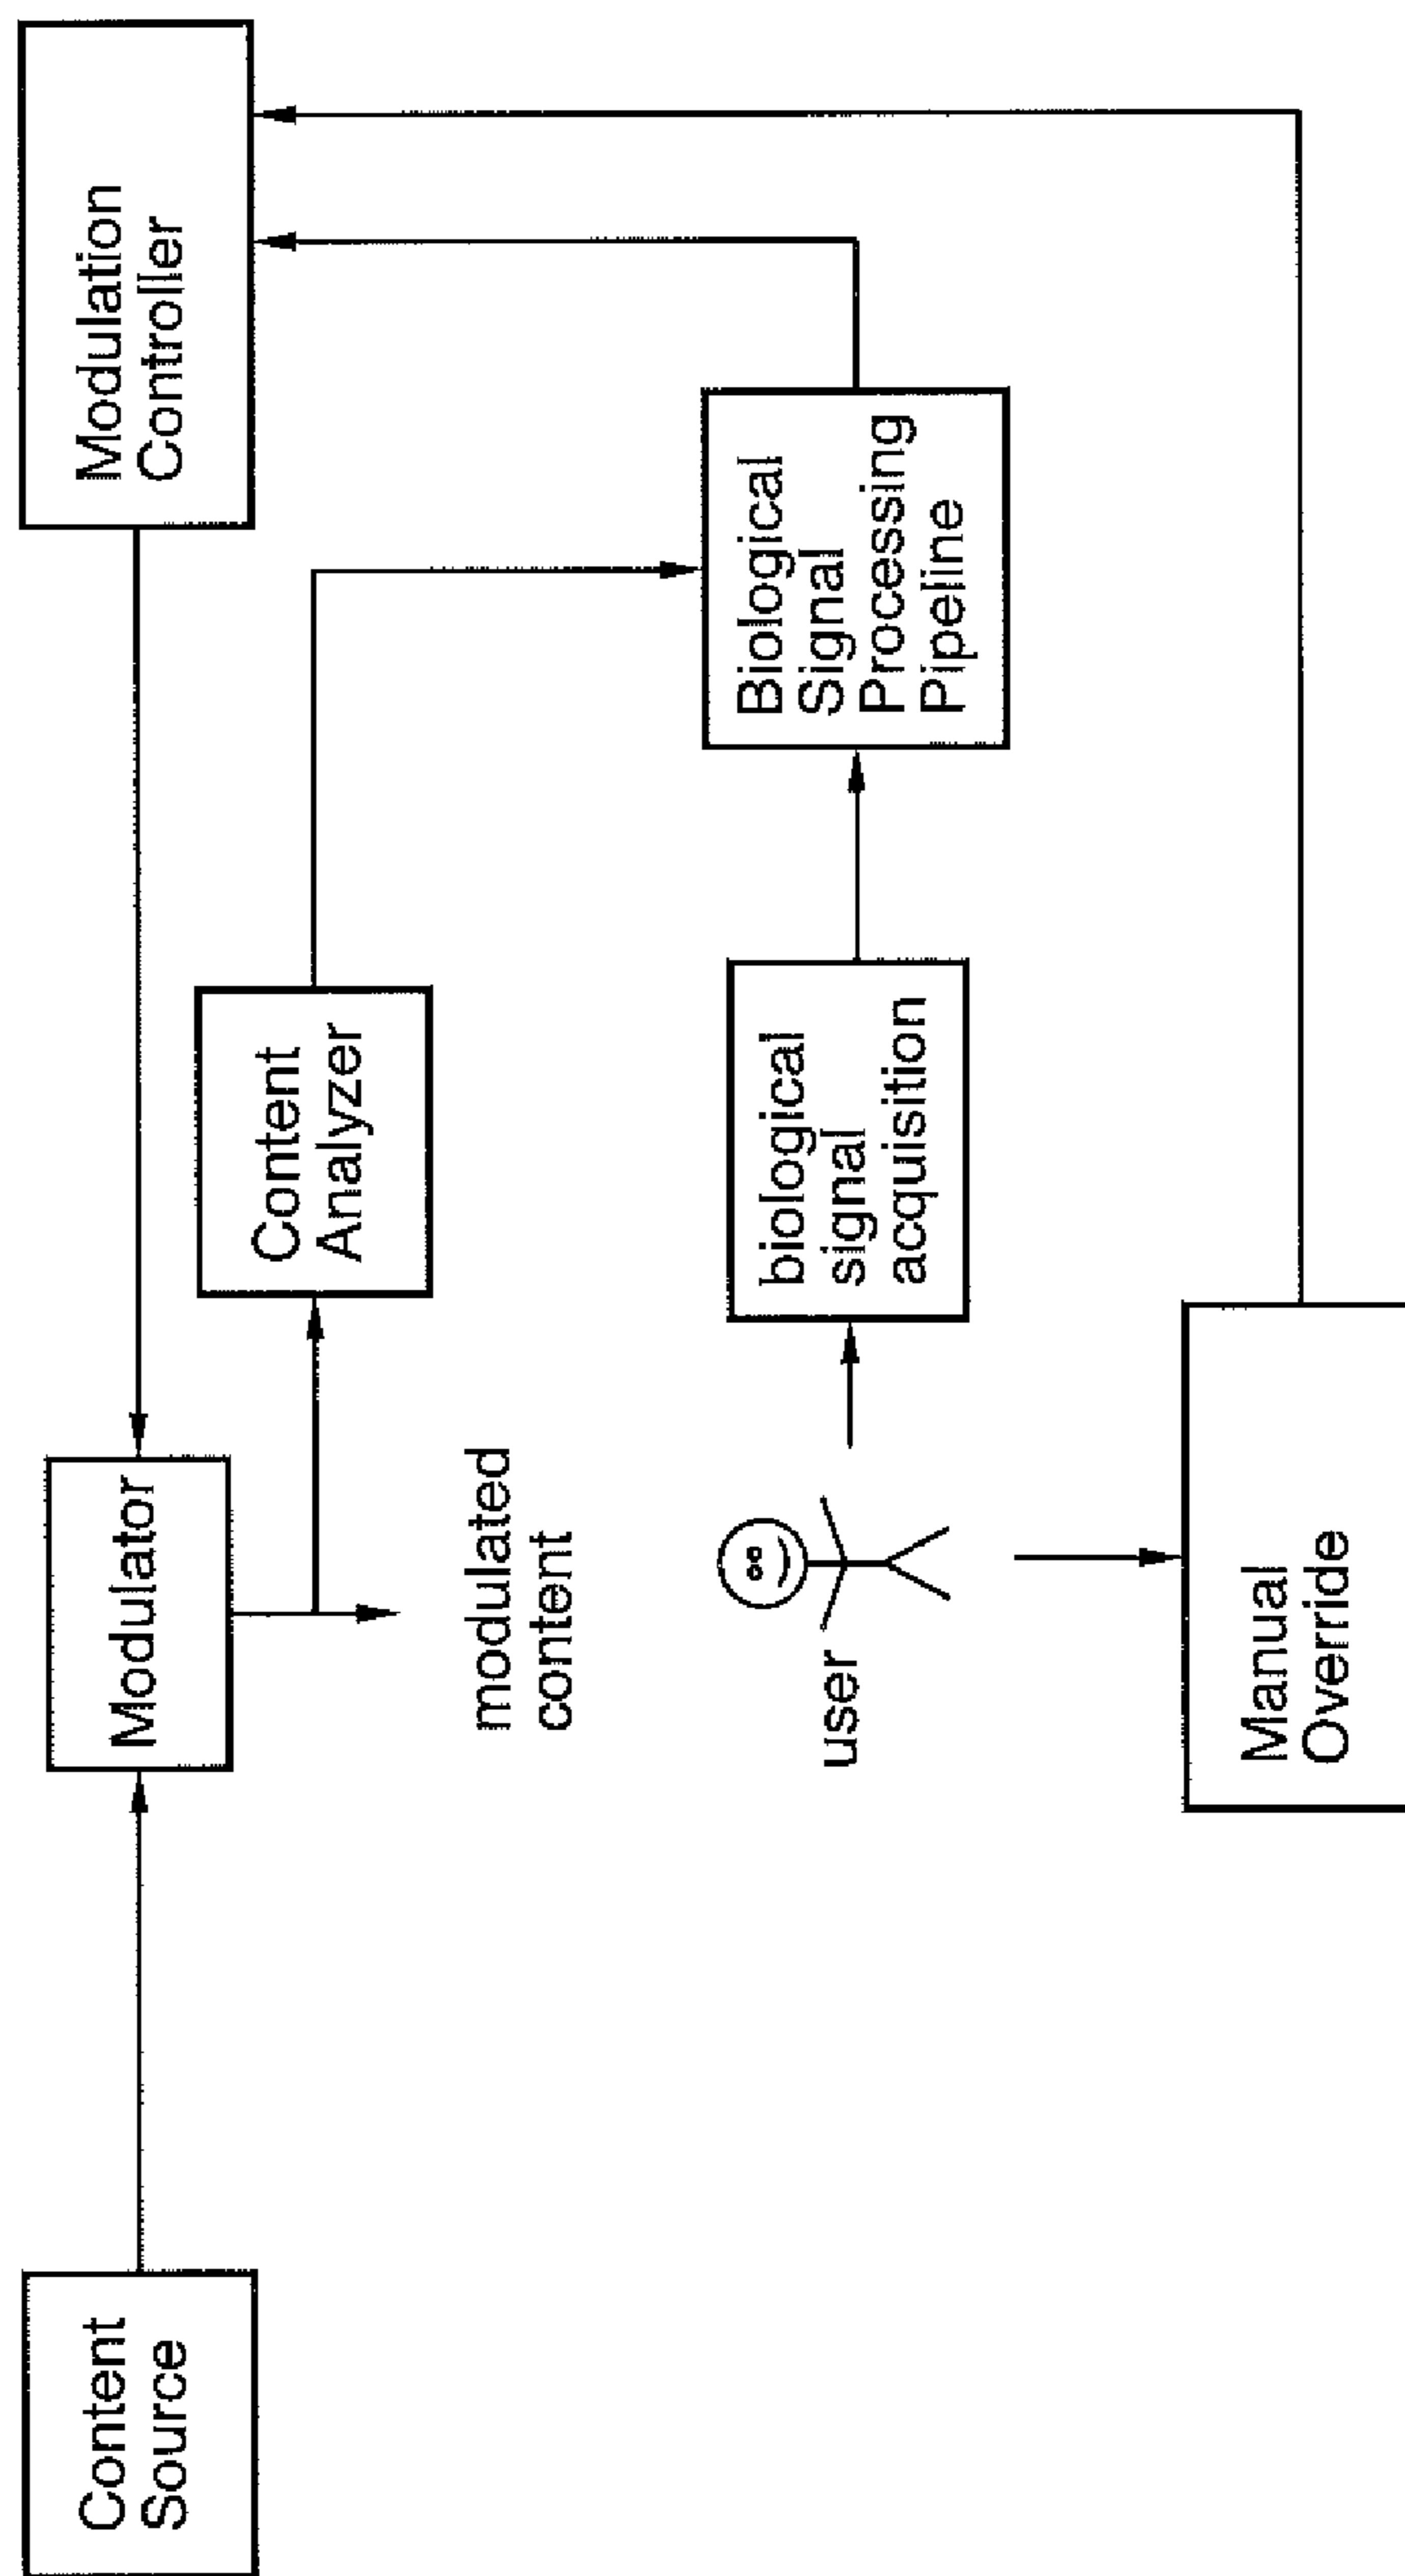 Content
Source
Modulator
Modulation
Controller
Content
Analyzer
modulated
content
user
biological
signal
acquisition
Biological
Signal
Processing
Pipeline
Manual
Override